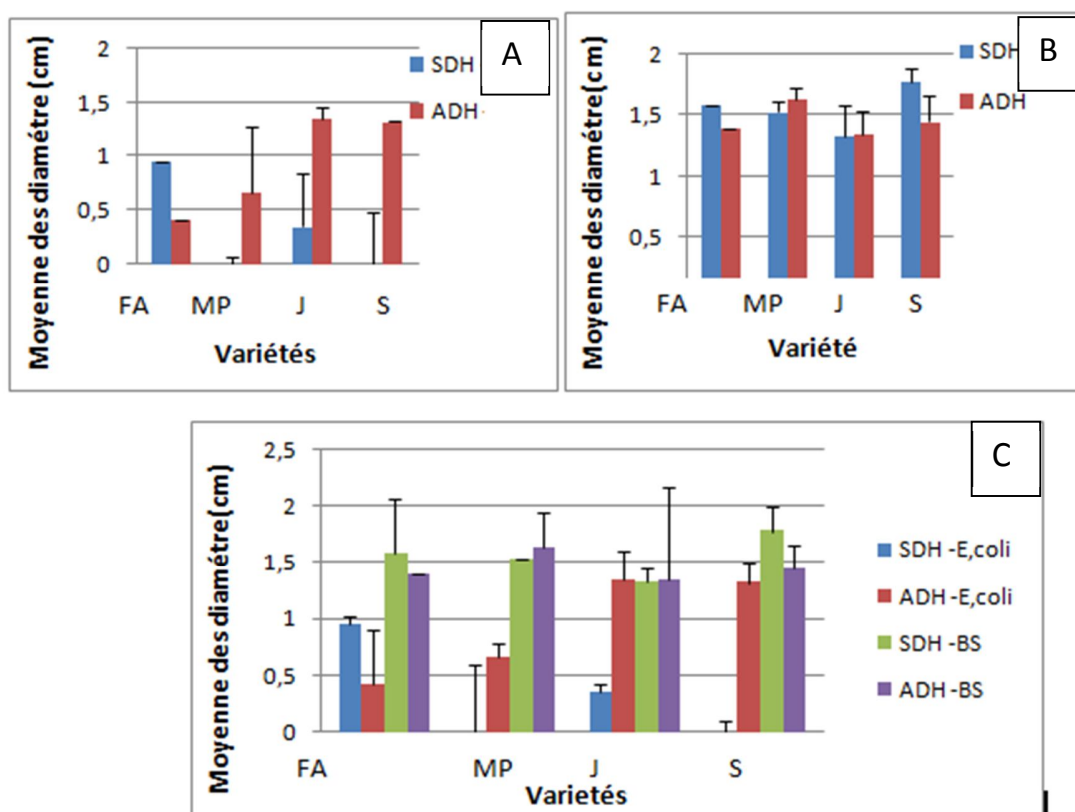 A
Moyenne des diamétre (cm)
2
1,5
1
0,5
0
SDH
ADH
FA MP J S
Variétés
B
Moyenne des diamétre(cm)
2
1,5
1
0,5
SDH
ADH
FA MP J S
Variété
C
Moyenne des diamétre(cm)
2,5
2
1,5
1
0,5
0
SDH -E,coli
ADH -E,coli
SDH -BS
ADH -BS
FA MP J S
Varietés